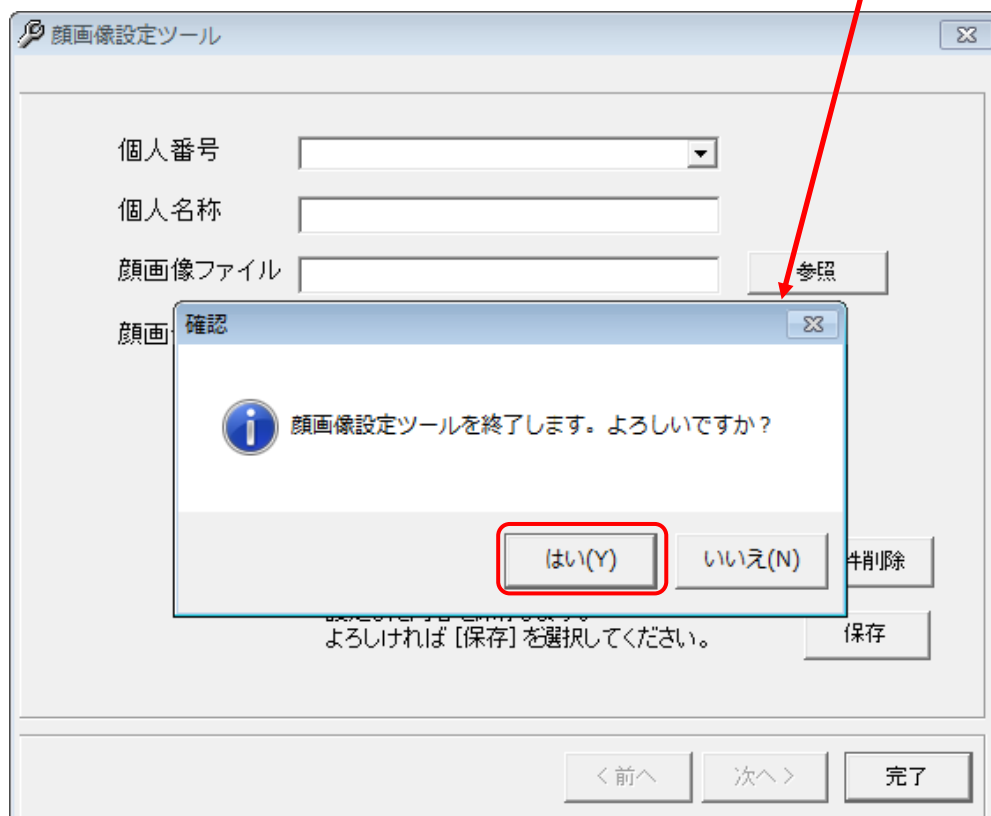 顔画像設定ツール
個人番号
個人名称
顔画像ファイル
参照
顔画
確認
顔画像設定ツールを終了します。よろしいですか？
はい(Y)
いいえ(N)
件削除
よろしければ [保存] を選択してください。
保存
< 前へ
次へ >
完了